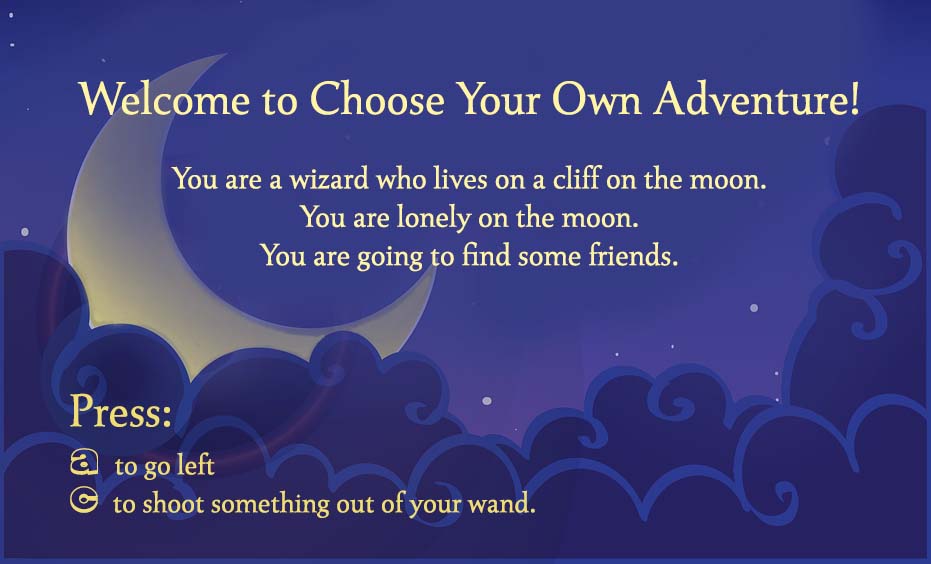 Welcome to Choose Your Own Adventure!
You are a wizard who lives on a cliff on the moon.
You are lonely on the moon.
You are going to find some friends.
Press:
a to go left
to shoot something out of your wand.